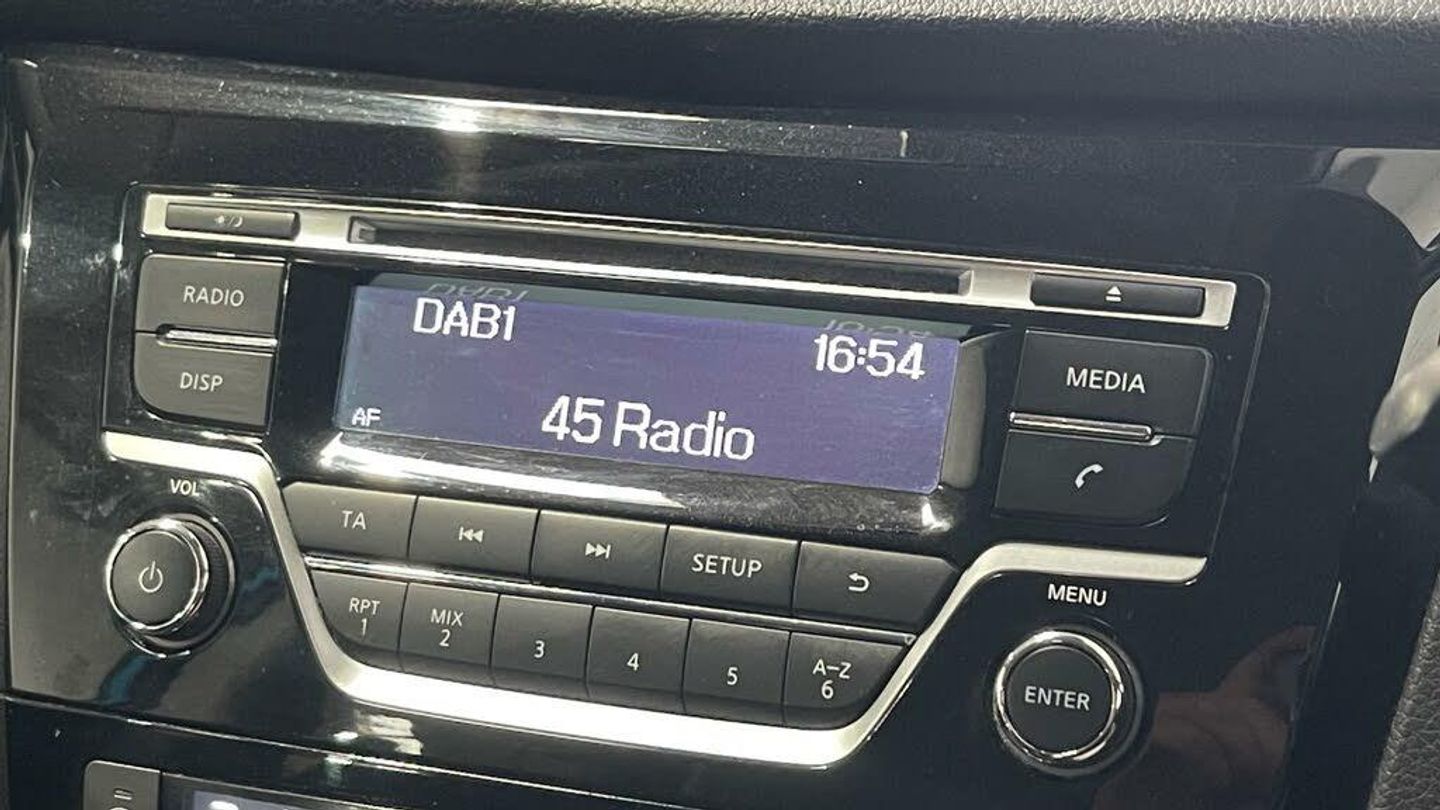 RADIO
DISP
DAB1
16:54
AF
45 Radio
MEDIA
VOL
TA
SETUP
RPT
1
MIX
2
3
4
5
A–Z
6
MENU
ENTER